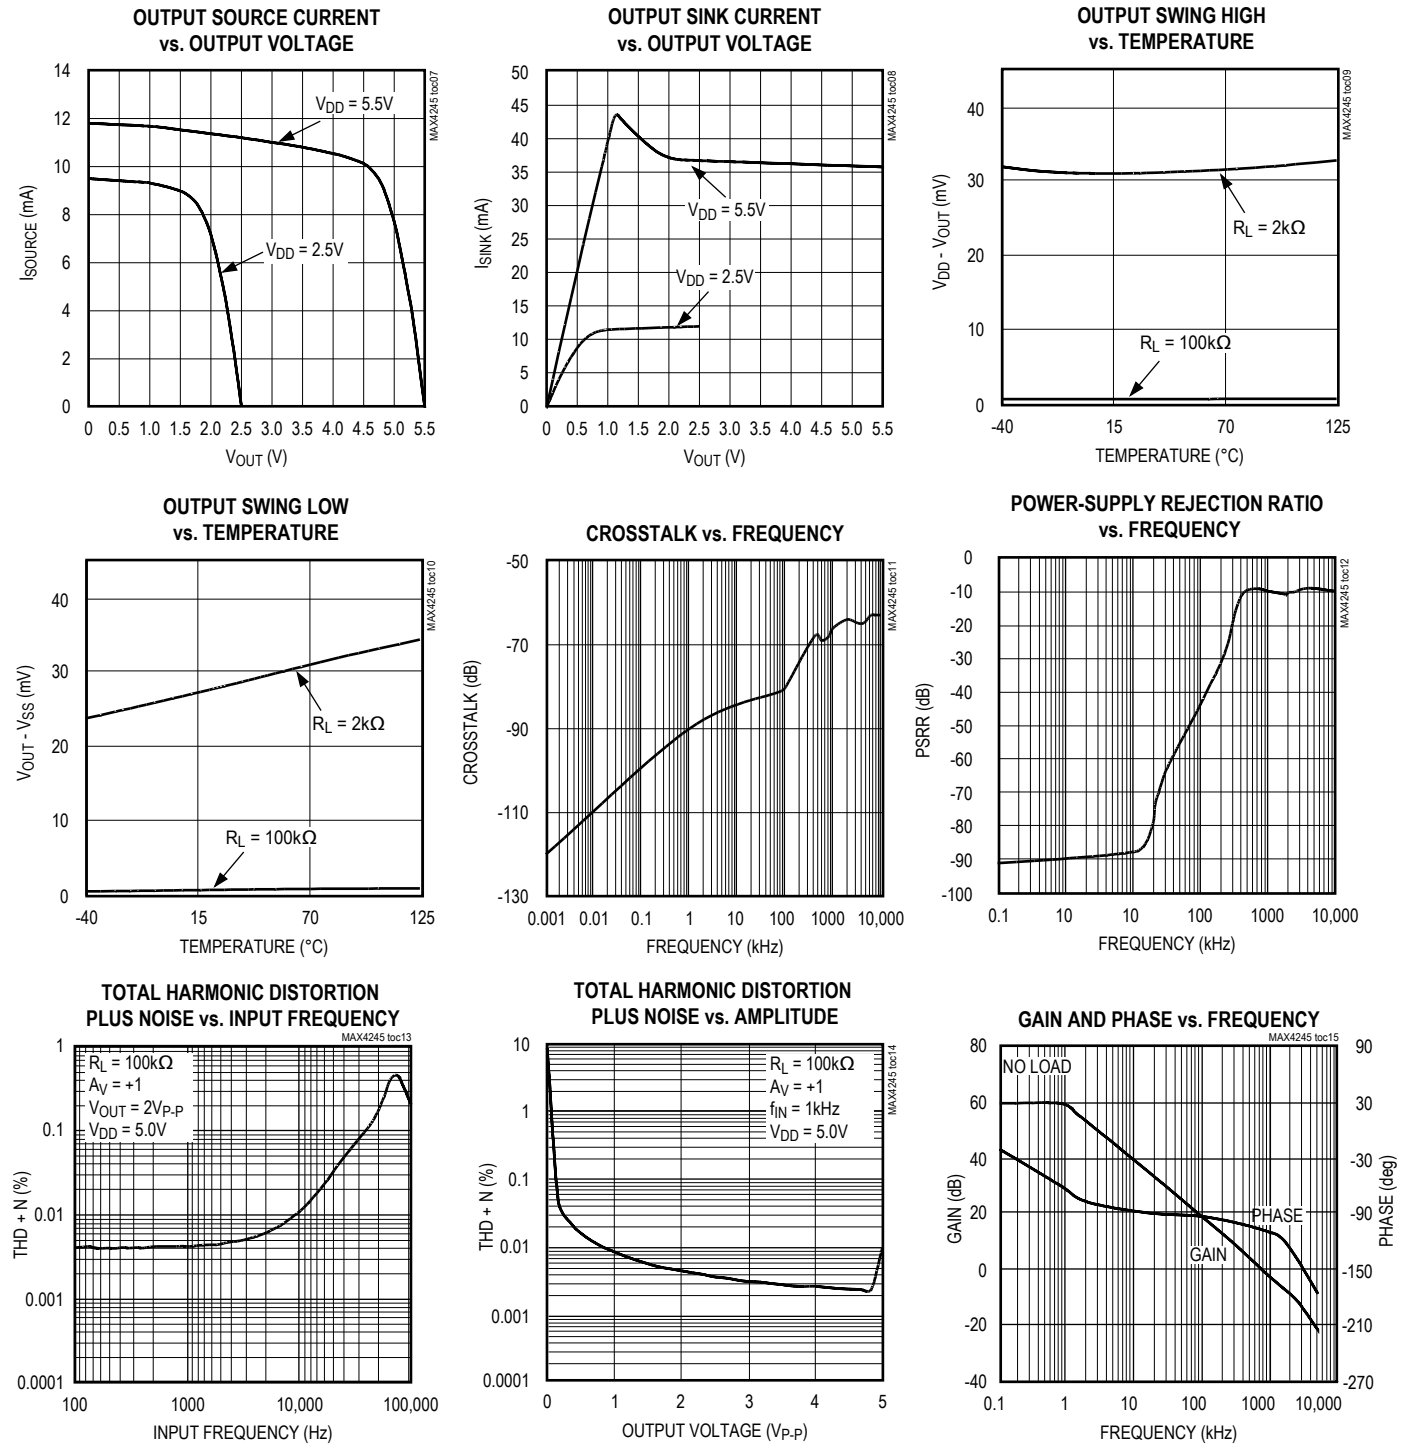 OUTPUT SOURCE CURRENT
vs. OUTPUT VOLTAGE
MAX4245 toc07
14
12
10
8
6
4
2
0
ISOURCE (mA)
VDD = 5.5V
VDD = 2.5V
0 0.5 1.0 1.5 2.0 2.5 3.0 3.5 4.0 4.5 5.0 5.5
VOUT (V)
OUTPUT SINK CURRENT
vs. OUTPUT VOLTAGE
MAX4245 toc08
50
45
40
35
30
25
20
15
10
5
0
ISINK (mA)
VDD = 5.5V
VDD = 2.5V
0 0.5 1.0 1.5 2.0 2.5 3.0 3.5 4.0 4.5 5.0 5.5
VOUT (V)
OUTPUT SWING HIGH
vs. TEMPERATURE
MAX4245 toc09
40
30
20
10
0
VDD - VOUT (mV)
RL = 2kΩ
RL = 100kΩ
-40 15 70 125
TEMPERATURE (°C)
OUTPUT SWING LOW
vs. TEMPERATURE
MAX4245 toc10
40
30
20
10
0
VOUT - VSS (mV)
RL = 2kΩ
RL = 100kΩ
-40 15 70 125
TEMPERATURE (°C)
CROSSTALK vs. FREQUENCY
MAX4245 toc11
-50
-70
-90
-110
-130
CROSSTALK (dB)
0.001 0.01 0.1 1 10 100 1000 10,000
FREQUENCY (kHz)
POWER-SUPPLY REJECTION RATIO
vs. FREQUENCY
MAX4245 toc12
0
-10
-20
-30
-40
-50
-60
-70
-80
-90
-100
PSRR (dB)
0.1 10 10 100 1000 10,000
FREQUENCY (kHz)
TOTAL HARMONIC DISTORTION
PLUS NOISE vs. INPUT FREQUENCY
MAX4245 toc13
1
0.1
0.01
0.001
0.0001
THD + N (%)
RL = 100kΩ
AV = +1
VOUT = 2VP-P
VDD = 5.0V
100 1000 10,000 100,000
INPUT FREQUENCY (Hz)
TOTAL HARMONIC DISTORTION
PLUS NOISE vs. AMPLITUDE
MAX4245 toc14
10
1
0.1
0.01
0.001
0.0001
THD + N (%)
RL = 100kΩ
AV = +1
fIN = 1kHz
VDD = 5.0V
0 1 2 3 4 5
OUTPUT VOLTAGE (VP-P)
GAIN AND PHASE vs. FREQUENCY
MAX4245 toc15
80
60
40
20
0
-20
-40
GAIN (dB)
NO LOAD
PHASE
GAIN
90
30
-30
-90
-150
-210
-270
PHASE (deg)
0.1 1 10 100 1000 10,000
FREQUENCY (kHz)